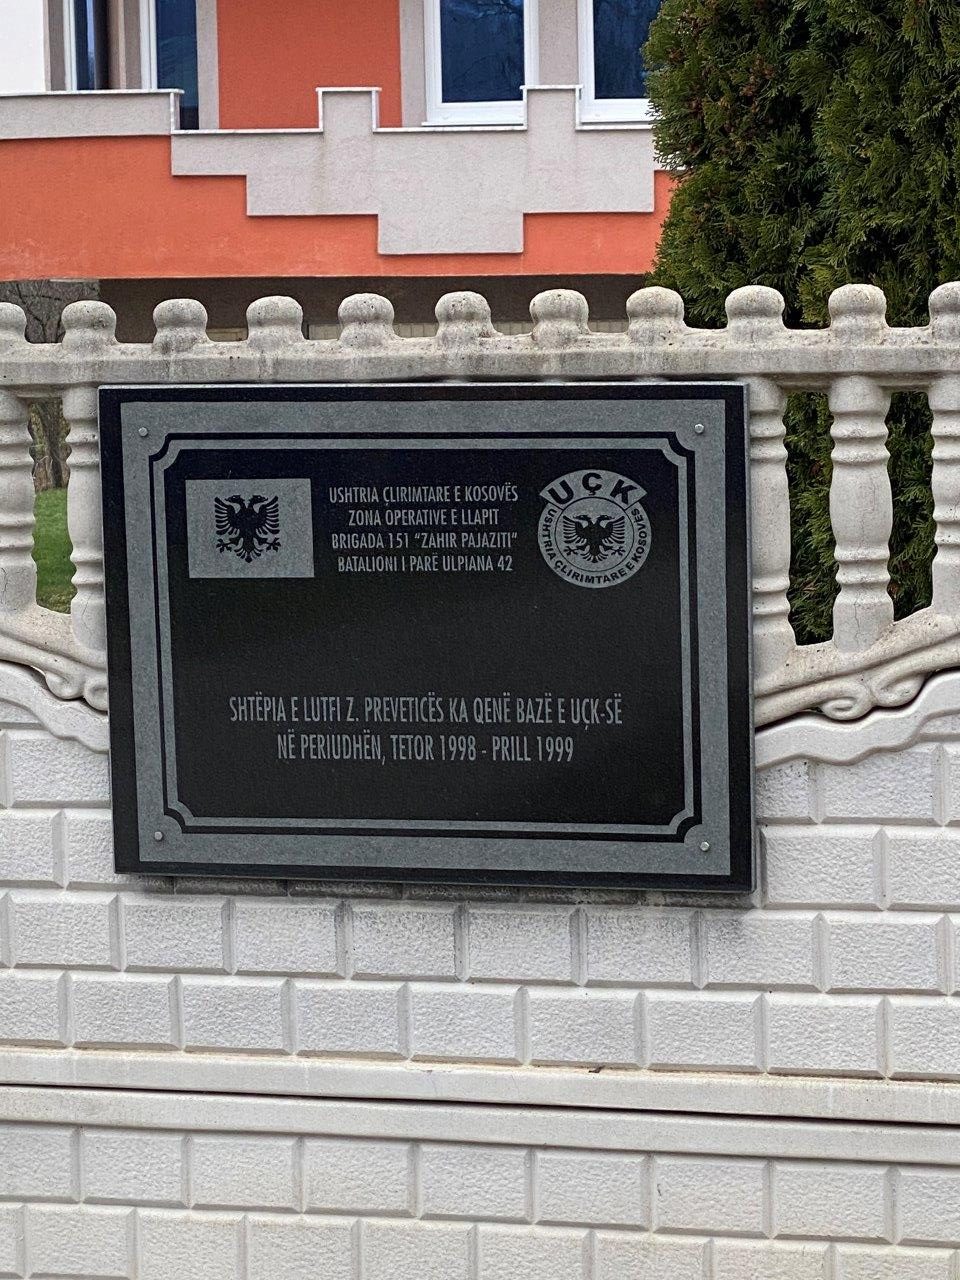 USHTRIA ÇLIRIMTARE E KOSOVËS
ZONA OPERATIVE E LLAPIT
BRIGADA 151 "ZAHIR PAJAZITI"
BATALIONI I PARË ULPIANA 42
UÇK
USHTRIA ÇLIRIMTARE E KOSOVËS
SHTËPIA E LUTFI Z. PREVETICËS KA QENË BAZË E UÇK-SË
NË PERIUDHËN, TETOR 1998 - PRILL 1999